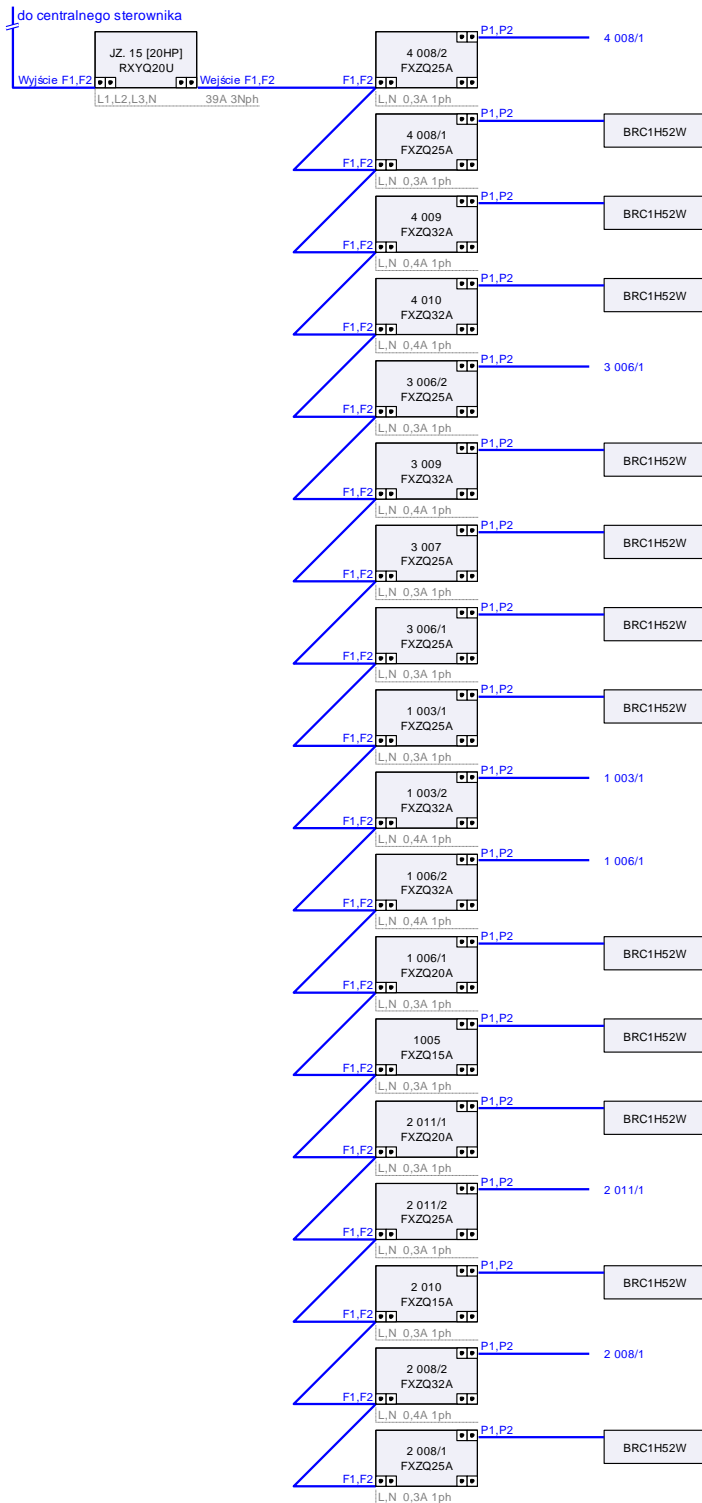 do centralnego sterownika
JZ. 15 [20HP]
RXYQ20U
Wyjście F1,F2
Wejście F1,F2
L1,L2,L3,N 39A 3Nph
P1,P2 4 008/1
4 008/2
FXZQ25A
F1,F2
L,N 0,3A 1ph
P1,P2
4 008/1
FXZQ25A
BRC1H52W
F1,F2
L,N 0,3A 1ph
P1,P2
4 009
FXZQ32A
BRC1H52W
F1,F2
L,N 0,4A 1ph
P1,P2
4 010
FXZQ32A
BRC1H52W
F1,F2
L,N 0,4A 1ph
P1,P2 3 006/1
3 006/2
FXZQ25A
F1,F2
L,N 0,3A 1ph
P1,P2
3 009
FXZQ32A
BRC1H52W
F1,F2
L,N 0,4A 1ph
P1,P2
3 007
FXZQ25A
BRC1H52W
F1,F2
L,N 0,3A 1ph
P1,P2
3 006/1
FXZQ25A
BRC1H52W
F1,F2
L,N 0,3A 1ph
P1,P2
1 003/1
FXZQ25A
BRC1H52W
F1,F2
L,N 0,3A 1ph
P1,P2 1 003/1
1 003/2
FXZQ32A
F1,F2
L,N 0,4A 1ph
P1,P2 1 006/1
1 006/2
FXZQ32A
F1,F2
L,N 0,4A 1ph
P1,P2
1 006/1
FXZQ20A
BRC1H52W
F1,F2
L,N 0,3A 1ph
P1,P2
1005
FXZQ15A
BRC1H52W
F1,F2
L,N 0,3A 1ph
P1,P2
2 011/1
FXZQ20A
BRC1H52W
F1,F2
L,N 0,3A 1ph
P1,P2 2 011/1
2 011/2
FXZQ25A
F1,F2
L,N 0,3A 1ph
P1,P2
2 010
FXZQ15A
BRC1H52W
F1,F2
L,N 0,3A 1ph
P1,P2 2 008/1
2 008/2
FXZQ32A
F1,F2
L,N 0,4A 1ph
P1,P2
2 008/1
FXZQ25A
BRC1H52W
F1,F2
L,N 0,3A 1ph